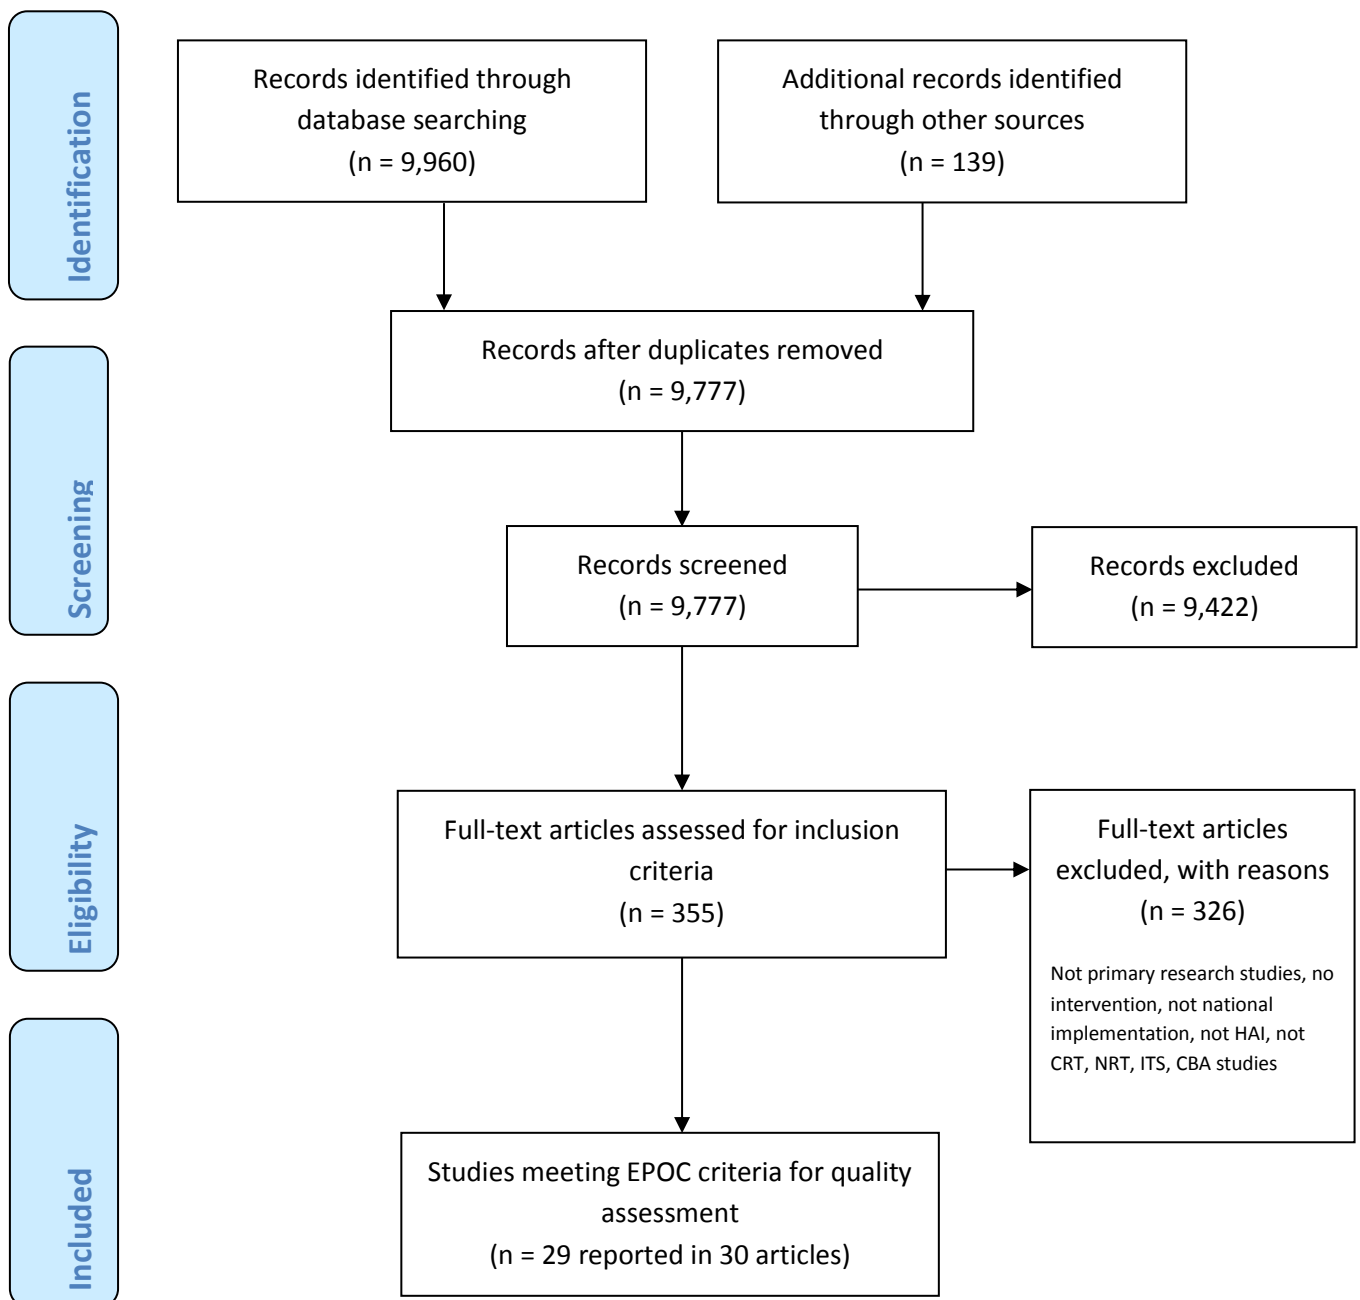 Identification
Records identified through
database searching
(n = 9,960)
Additional records identified
through other sources
(n = 139)
Records after duplicates removed
(n = 9,777)
Screening
Records screened
(n = 9,777)
Records excluded
(n = 9,422)
Eligibility
Full-text articles assessed for inclusion
criteria
(n = 355)
Full-text articles
excluded, with reasons
(n = 326)
Not primary research studies, no
intervention, not national
implementation, not HAI, not
CRT, NRT, ITS, CBA studies
Included
Studies meeting EPOC criteria for quality
assessment
(n = 29 reported in 30 articles)